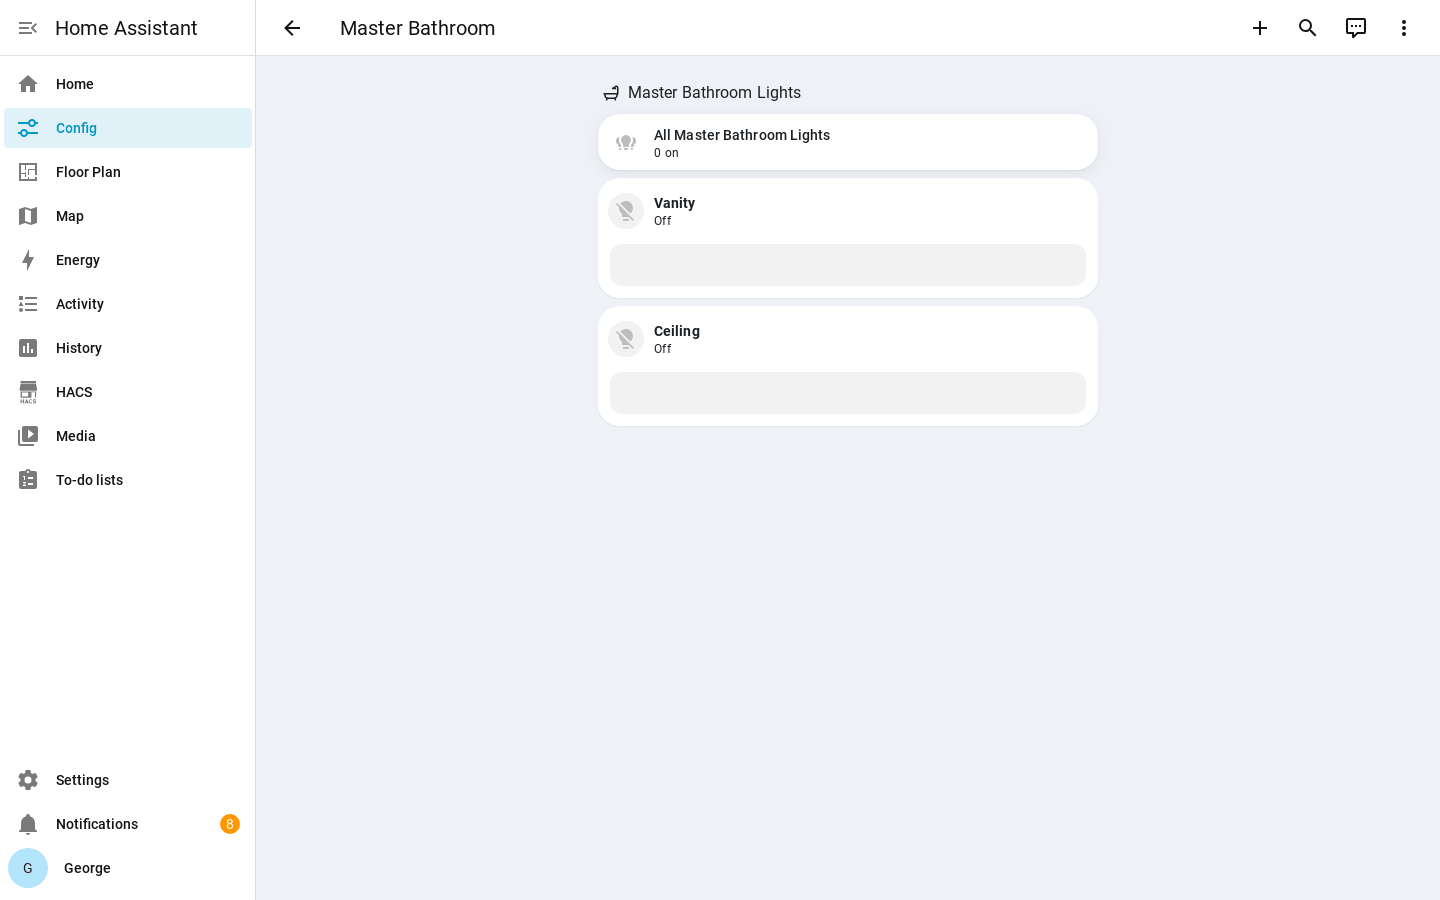 Home Assistant
Master Bathroom
Home
Config
Floor Plan
Map
Energy
Activity
History
HACS
HACS
Media
To-do lists
Settings
Notifications
8
G
George
Master Bathroom Lights
All Master Bathroom Lights
0 on
Vanity
Off
Ceiling
Off